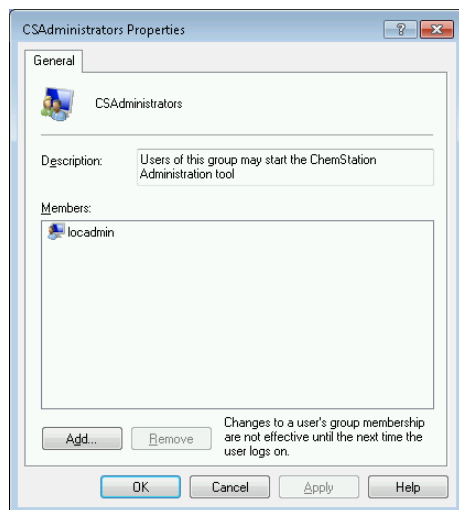 CSAdministrators Properties
General
CSAdministrators
Description:
Users of this group may start the ChemStation
Administration tool
Members:
locadmin
Add...
Remove
Changes to a user's group membership
are not effective until the next time the
user logs on.
OK
Cancel
Apply
Help